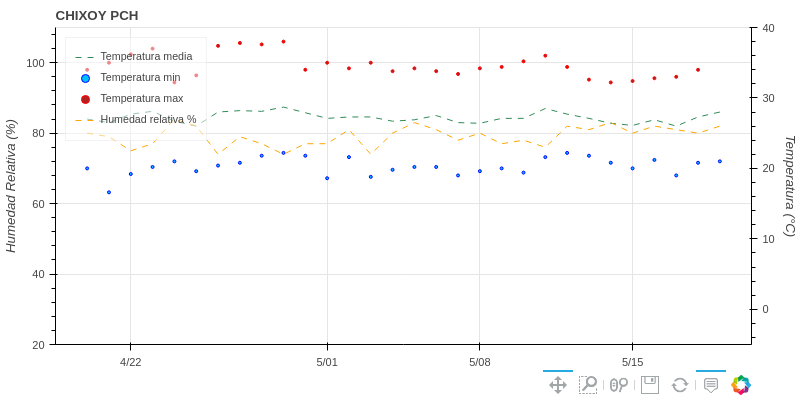 CHIXOY PCH
Temperatura media
Temperatura min
Temperatura max
Humedad relativa %
Humedad Relativa (%)
100
80
60
40
20
Temperatura (°C)
40
30
20
10
0
4/22
5/01
5/08
5/15